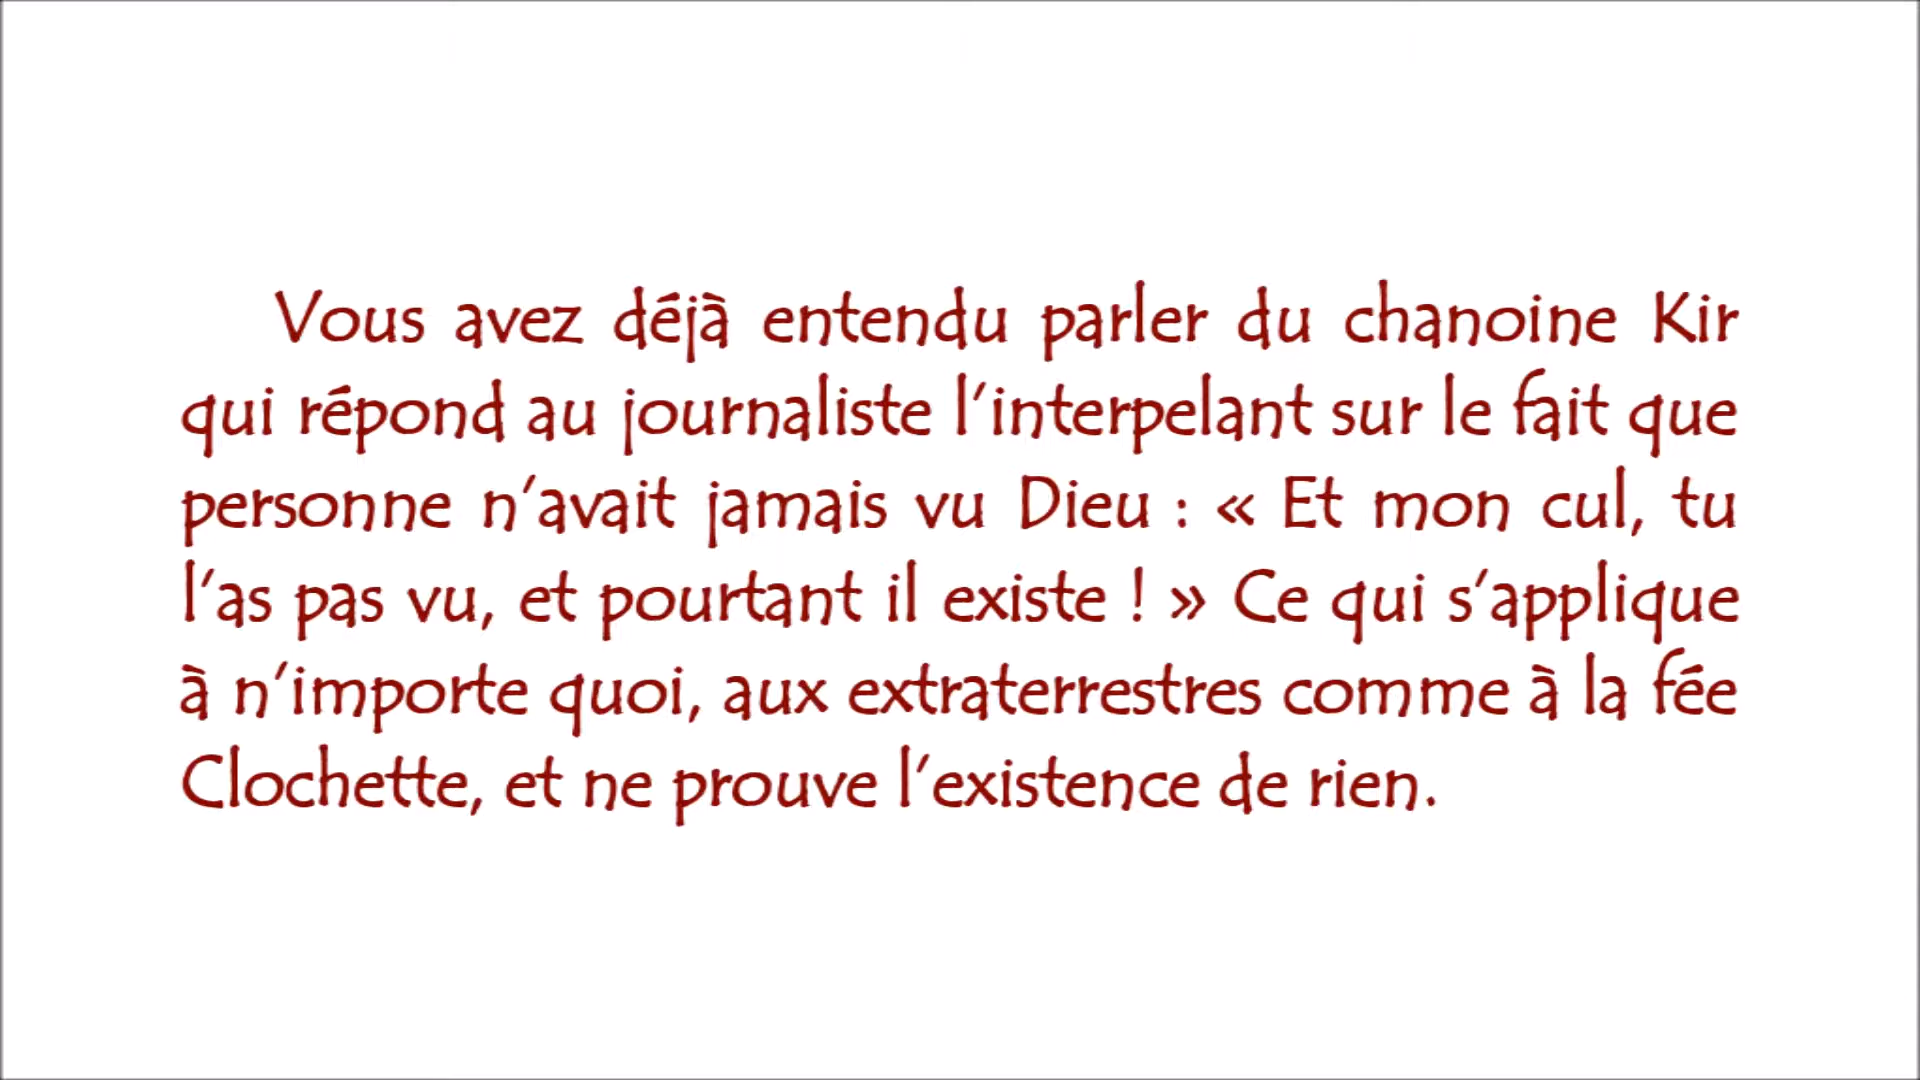 Vous avez déjà entendu parler du chanoine Kir
qui répond au journaliste l’interpelant sur le fait que
personne n’avait jamais vu Dieu : « Et mon cul, tu
l’as pas vu, et pourtant il existe ! » Ce qui s’applique
à n’importe quoi, aux extraterrestres comme à la fée
Clochette, et ne prouve l’existence de rien.